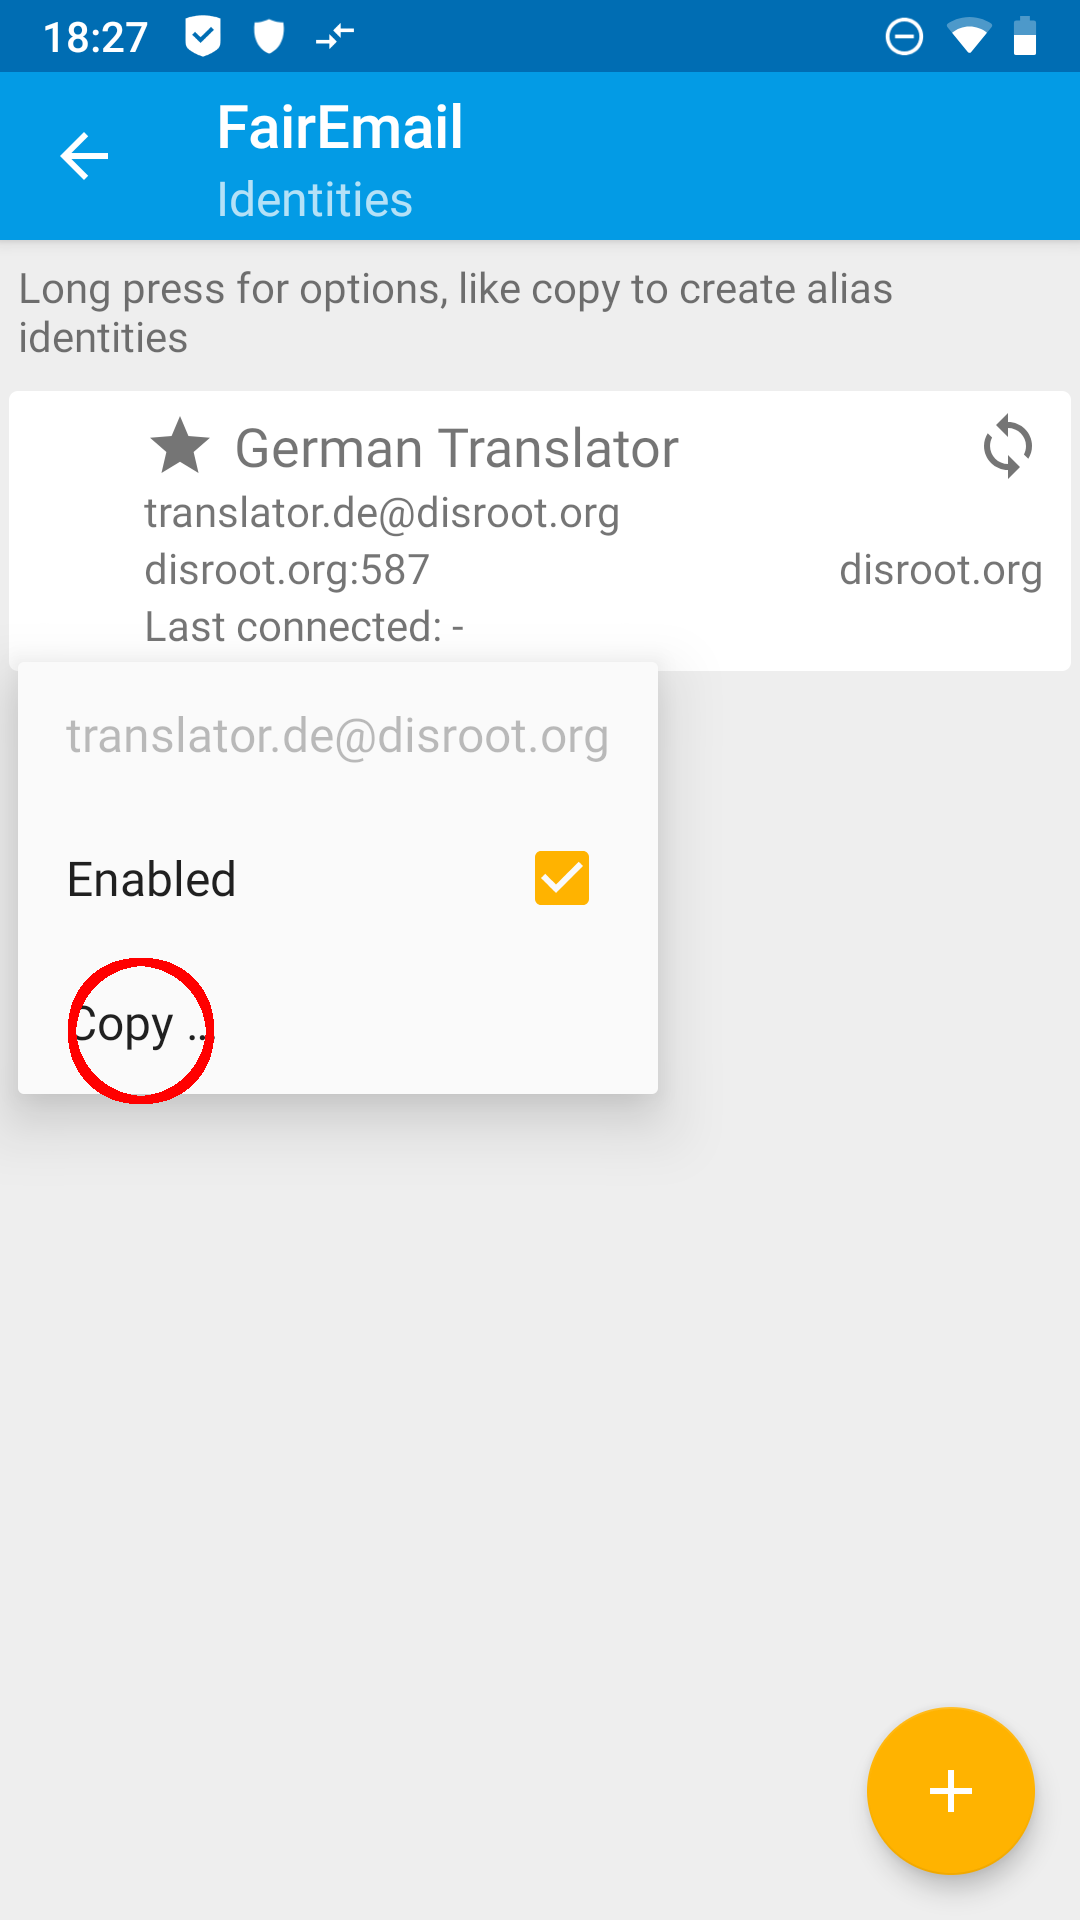 18:27
FairEmail
Identities
Long press for options, like copy to create alias
identities
German Translator
translator.de@disroot.org
disroot.org:587 disroot.org
Last connected: -
translator.de@disroot.org
Enabled
Copy …